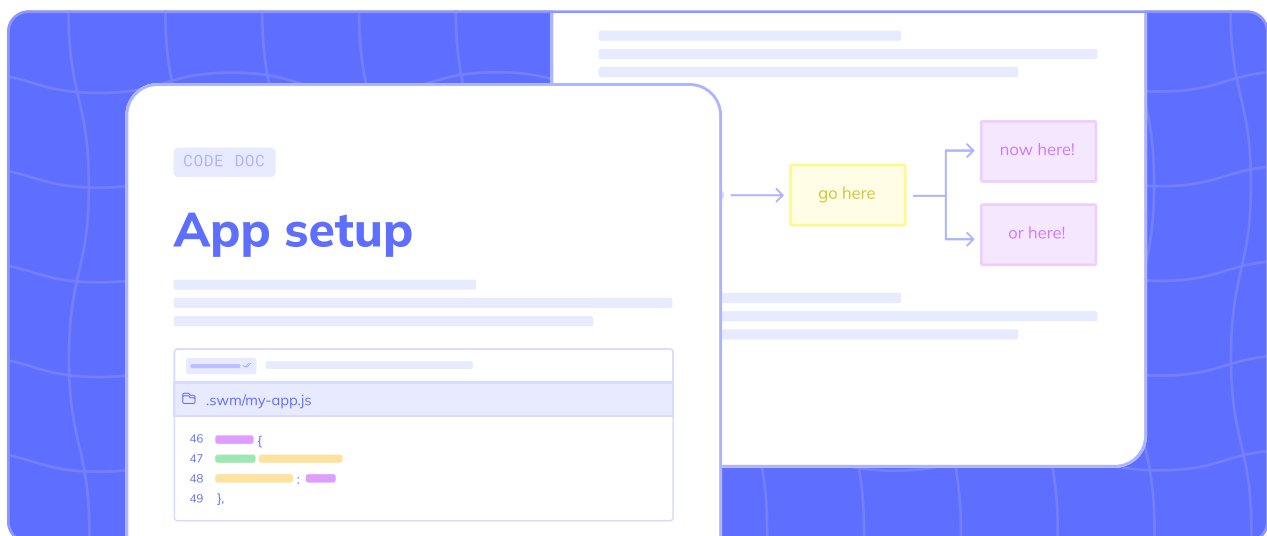 CODE DOC
App setup
.swm/my-app.js
46 {
47
48 :
49 },
go here
now here!
or here!